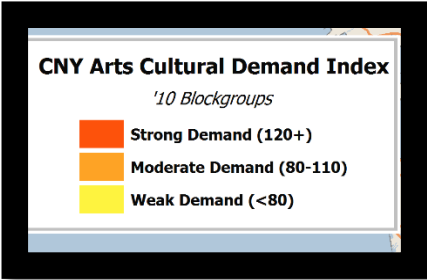 CNY Arts Cultural Demand Index
'10 Blockgroups
Strong Demand (120+)
Moderate Demand (80-110)
Weak Demand (<80)